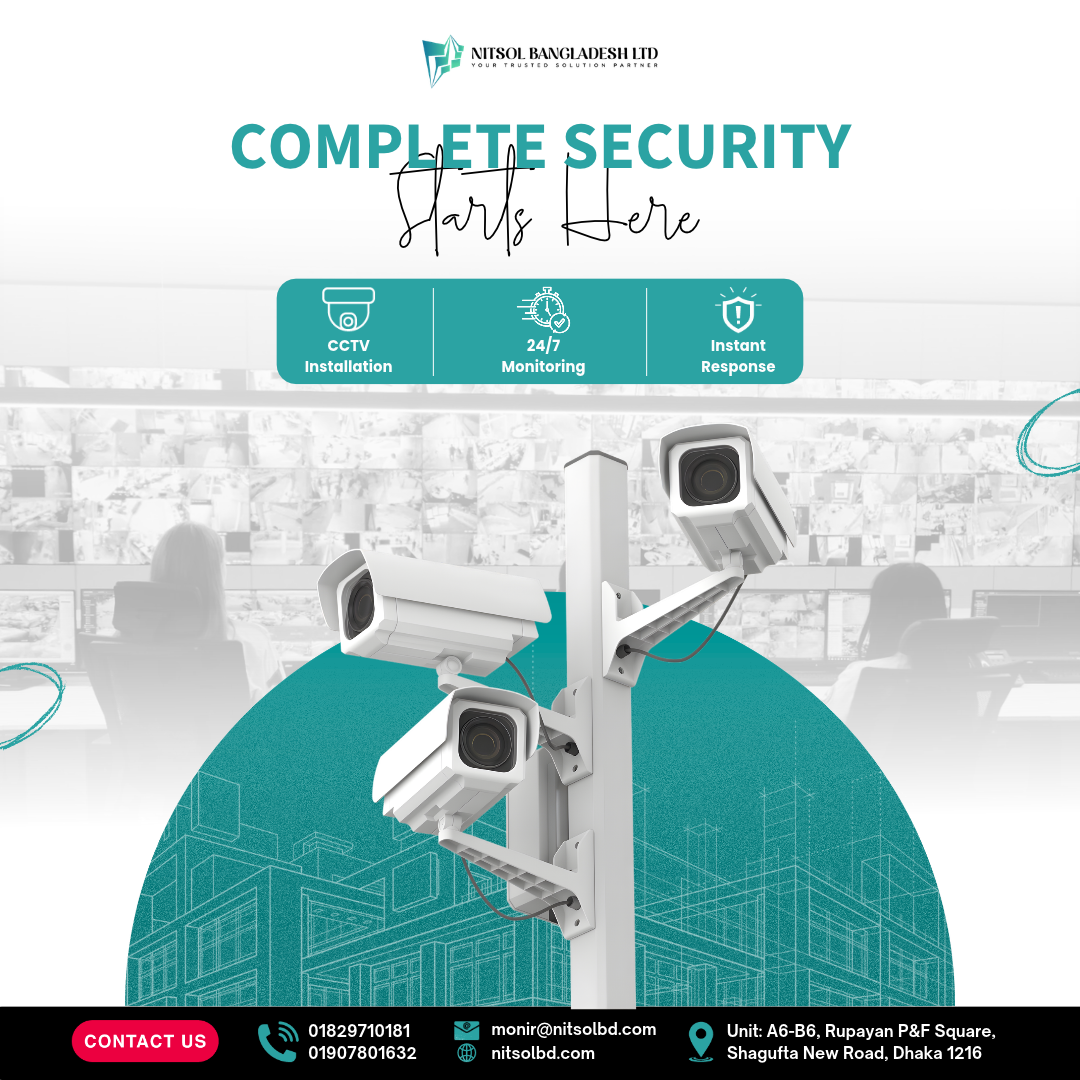 NITSOL BANGLADESH LTD
YOUR TRUSTED SOLUTION PARTNER
COMPLETE SECURITY
Starts Here
CCTV
Installation
24/7
Monitoring
Instant
Response
CONTACT US
01829710181
01907801632
monir@nitsolbd.com
nitsolbd.com
Unit: A6-B6, Rupayan P&F Square,
Shagufta New Road, Dhaka 1216